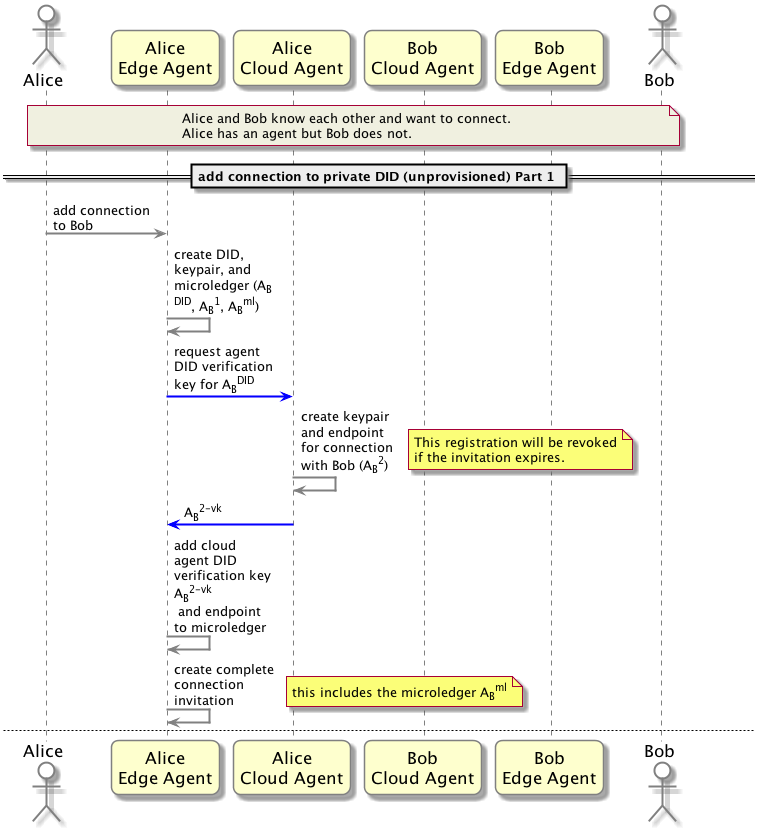 Alice
Alice
Edge Agent
Alice
Cloud Agent
Bob
Cloud Agent
Bob
Edge Agent
Bob
Alice and Bob know each other and want to connect.
Alice has an agent but Bob does not.
add connection to private DID (unprovisioned) Part 1
add connection
to Bob
create DID,
keypair, and
microledger (A_B
^DID, A_B^1, A_B^ml)
request agent
DID verification
key for A_B^DID
create keypair
and endpoint
for connection
with Bob (A_B^2)
This registration will be revoked
if the invitation expires.
A_B^2-vk
add cloud
agent DID
verification key
A_B^2-vk
and endpoint
to microledger
create complete
connection
invitation
this includes the microledger A_B^ml
Alice
Alice
Edge Agent
Alice
Cloud Agent
Bob
Cloud Agent
Bob
Edge Agent
Bob